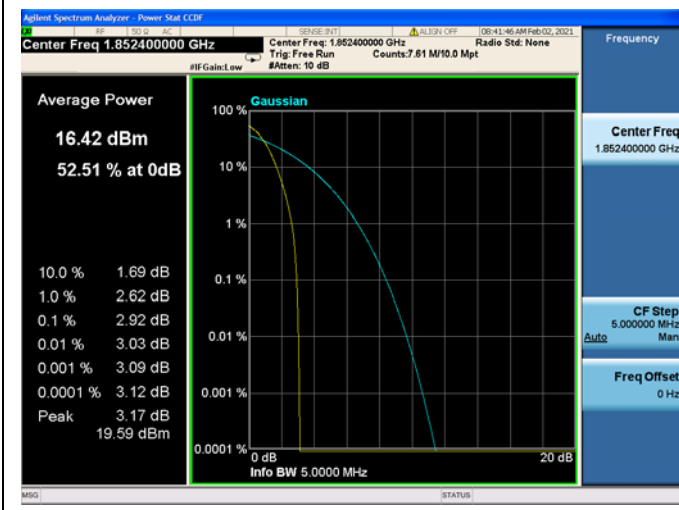 Agilent Spectrum Analyzer - Power Stat CCDF
RF 50 Ω AC SENSE:INT ALIGN OFF 08:41:46 AM Feb 02, 2021
Center Freq 1.852400000 GHz
Center Freq: 1.852400000 GHz Radio Std: None
Trig: Free Run Counts:7.61 M/10.0 Mpt
#IFGain:Low #Atten: 10 dB
Frequency
Average Power
16.42 dBm
52.51 % at 0dB
10.0 % 1.69 dB
1.0 % 2.62 dB
0.1 % 2.92 dB
0.01 % 3.03 dB
0.001 % 3.09 dB
0.0001 % 3.12 dB
Peak 3.17 dB
19.59 dBm
Gaussian
100 %
10 %
1 %
0.1 %
0.01 %
0.001 %
0.0001 %
0 dB 20 dB
Info BW 5.0000 MHz
Center Freq
1.852400000 GHz
CF Step
5.000000 MHz
Auto Man
Freq Offset
0 Hz
MSG STATUS